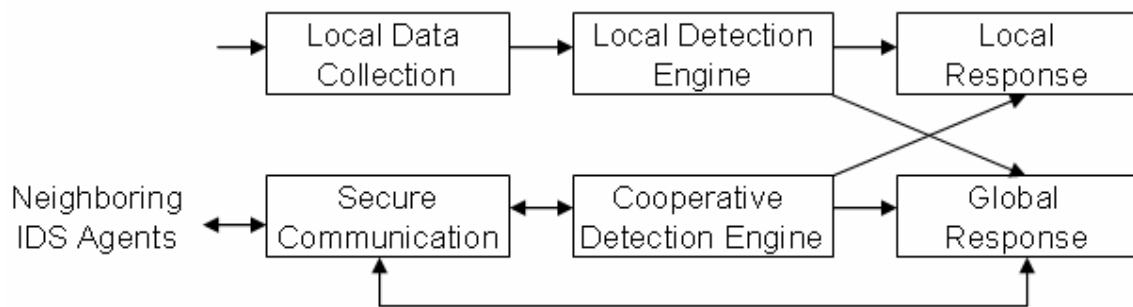 Local Data
Collection
Local Detection
Engine
Local
Response
Neighboring
IDS Agents
Secure
Communication
Cooperative
Detection Engine
Global
Response